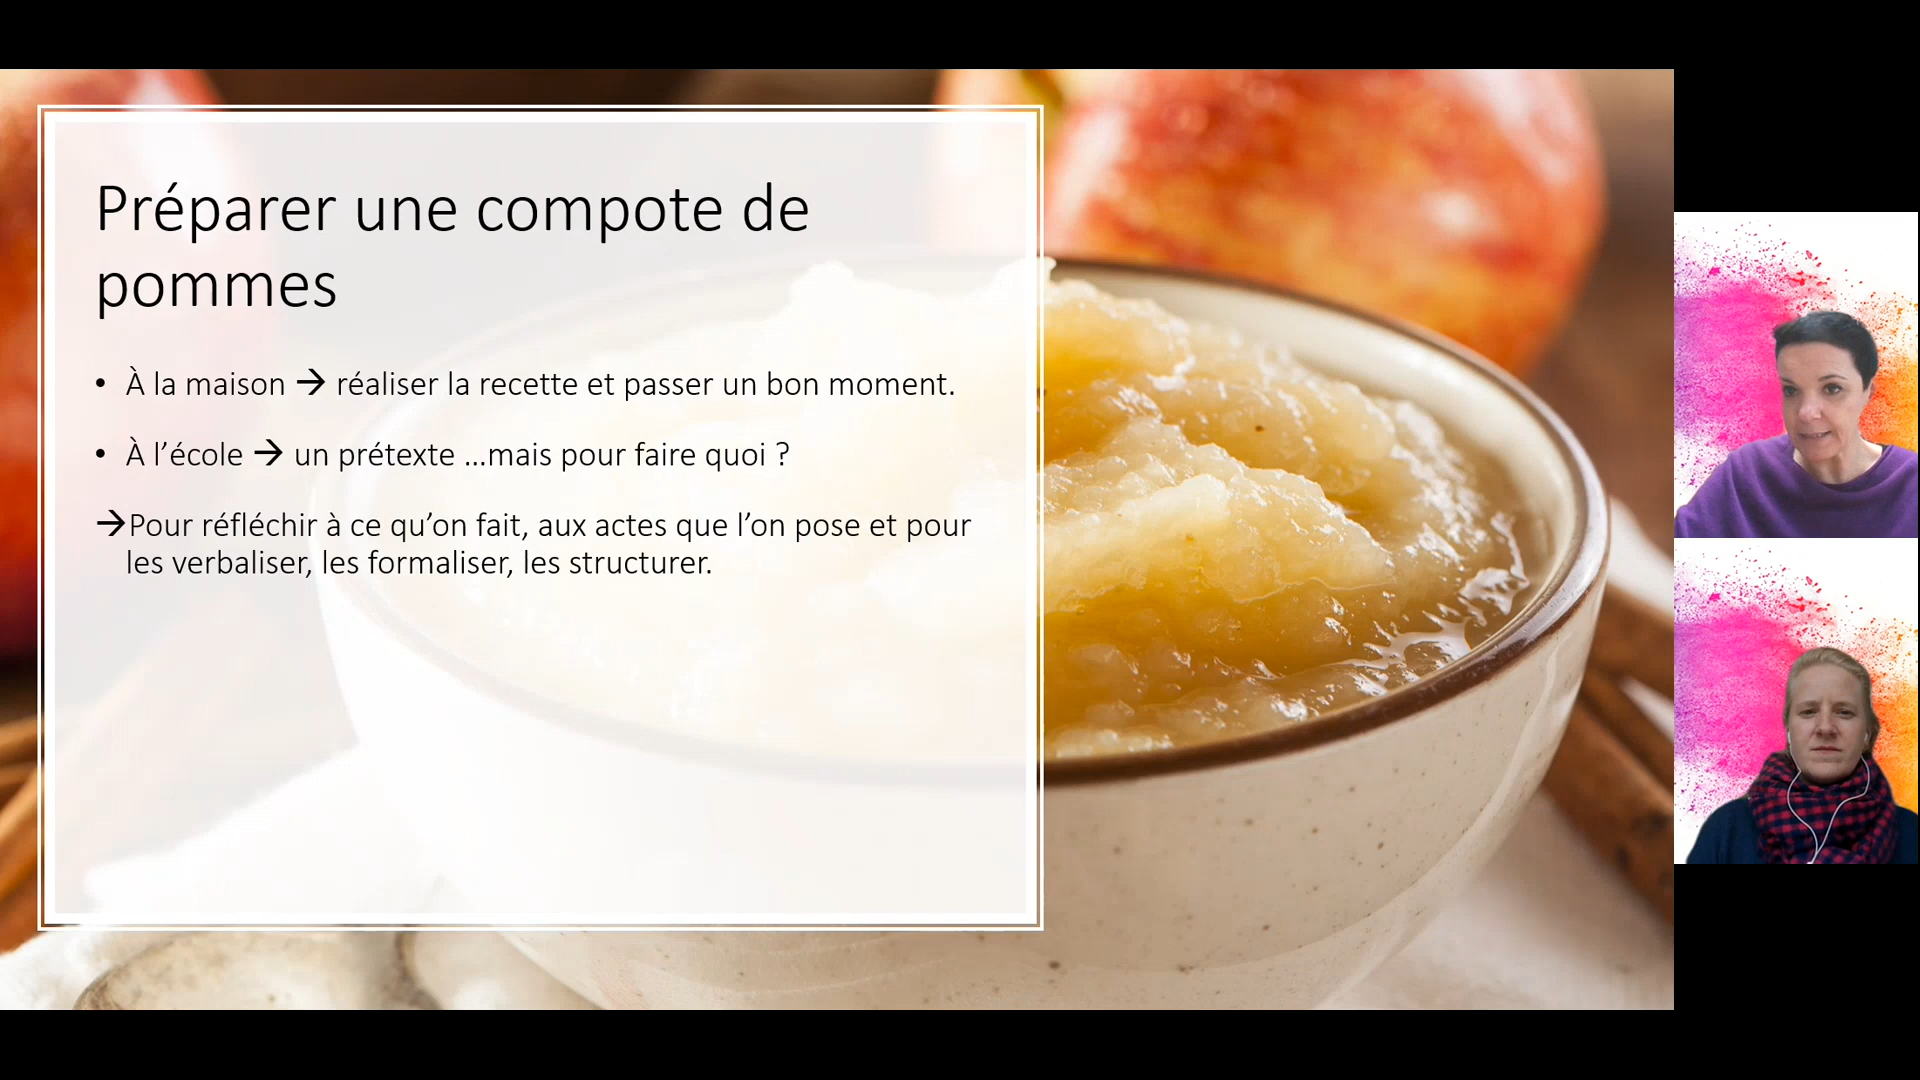 Préparer une compote de
pommes
• À la maison → réaliser la recette et passer un bon moment.
• À l’école → un prétexte …mais pour faire quoi ?
→Pour réfléchir à ce qu’on fait, aux actes que l’on pose et pour
les verbaliser, les formaliser, les structurer.